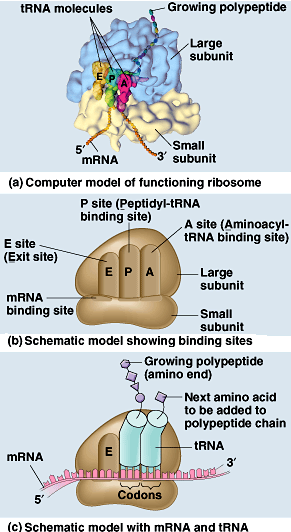 tRNA molecules
Growing polypeptide
Large
subunit
E P A
5′
mRNA
3′
Small
subunit
(a) Computer model of functioning ribosome
P site (Peptidyl-tRNA
binding site)
A site (Aminoacyl-
tRNA binding site)
E site
(Exit site)
E P A
Large
subunit
mRNA
binding site
Small
subunit
(b) Schematic model showing binding sites
Growing polypeptide
(amino end)
Next amino acid
to be added to
polypeptide chain
E
tRNA
mRNA
3′
5′
Codons
(c) Schematic model with mRNA and tRNA